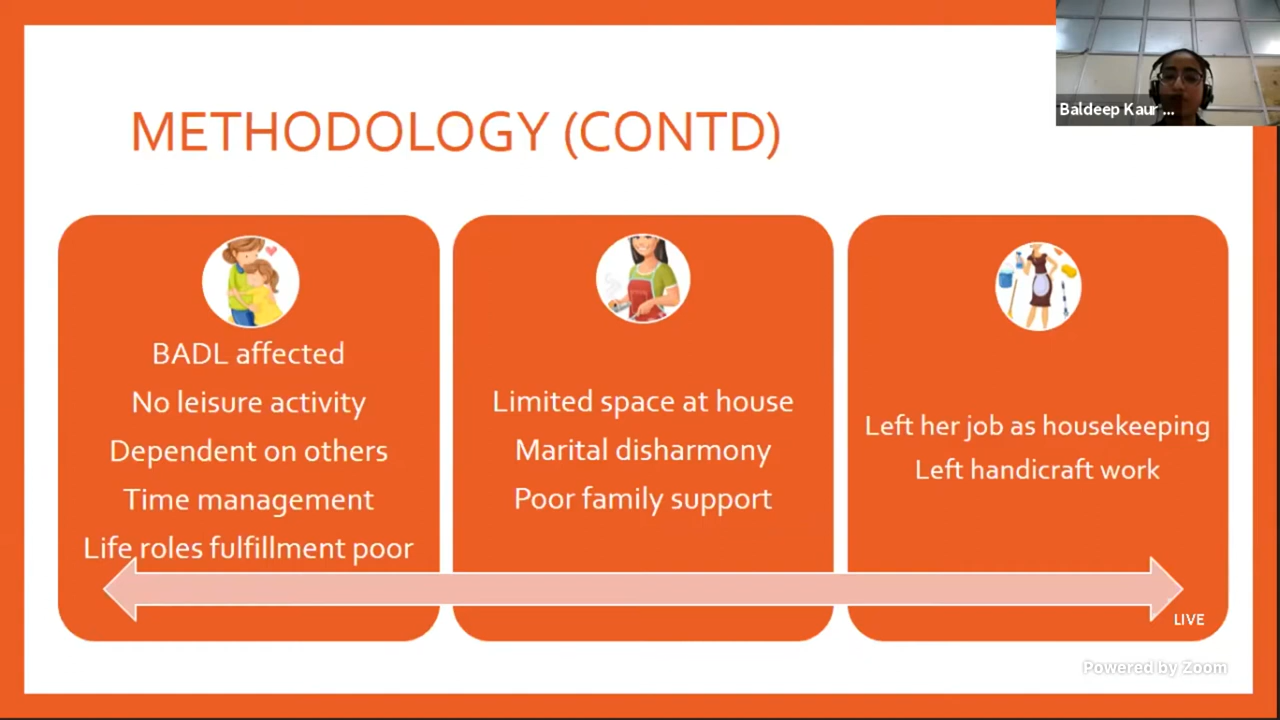 Baldeep Kaur ...
METHODOLOGY (CONTD)
BADL affected
No leisure activity
Dependent on others
Time management
Life roles fulfillment poor
Limited space at house
Marital disharmony
Poor family support
Left her job as housekeeping
Left handicraft work
LIVE
Powered by Zoom